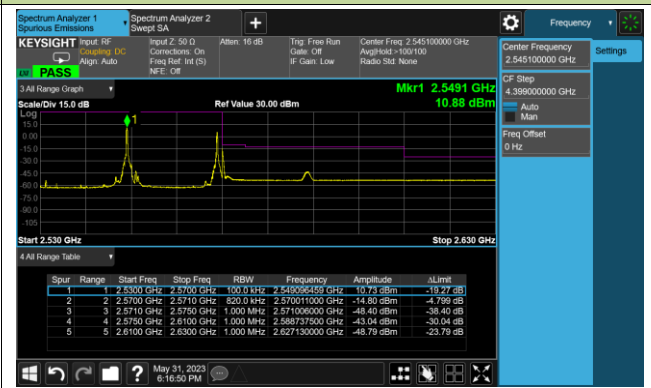 Spectrum Analyzer 1
Spurious Emissions
Spectrum Analyzer 2
Swept SA
+
Frequency
KEYSIGHT
Input: RF
Coupling: DC
Align: Auto
Input Z: 50 Ω
Corrections: On
Freq Ref: Int (S)
NFE: Off
Atten: 16 dB
Trig: Free Run
Gate: Off
IF Gain: Low
Center Freq: 2.545100000 GHz
Avg|Hold:>100/100
Radio Std: None
PASS
Center Frequency
2.545100000 GHz
Settings
CF Step
4.399000000 GHz
Auto
Man
Freq Offset
0 Hz
3 All Range Graph
Mkr1 2.5491 GHz
Scale/Div 15.0 dB
Ref Value 30.00 dBm
10.88 dBm
Log
1
15.0
0.00
-15.0
-30.0
-45.0
-60.0
-75.0
-90.0
-105
Start 2.530 GHz
Stop 2.630 GHz
4 All Range Table
Spur Range Start Freq Stop Freq RBW Frequency Amplitude ΔLimit
1 1 2.5300 GHz 2.5700 GHz 100.0 kHz 2.549096459 GHz 10.73 dBm -19.27 dB
2 2 2.5700 GHz 2.5710 GHz 820.0 kHz 2.570011000 GHz -14.80 dBm -4.799 dB
3 3 2.5710 GHz 2.5750 GHz 1.000 MHz 2.571006000 GHz -48.40 dBm -38.40 dB
4 4 2.5750 GHz 2.6100 GHz 1.000 MHz 2.588737500 GHz -43.04 dBm -30.04 dB
5 5 2.6100 GHz 2.6300 GHz 1.000 MHz 2.627130000 GHz -48.79 dBm -23.79 dB
?
May 31, 2023
6:16:50 PM